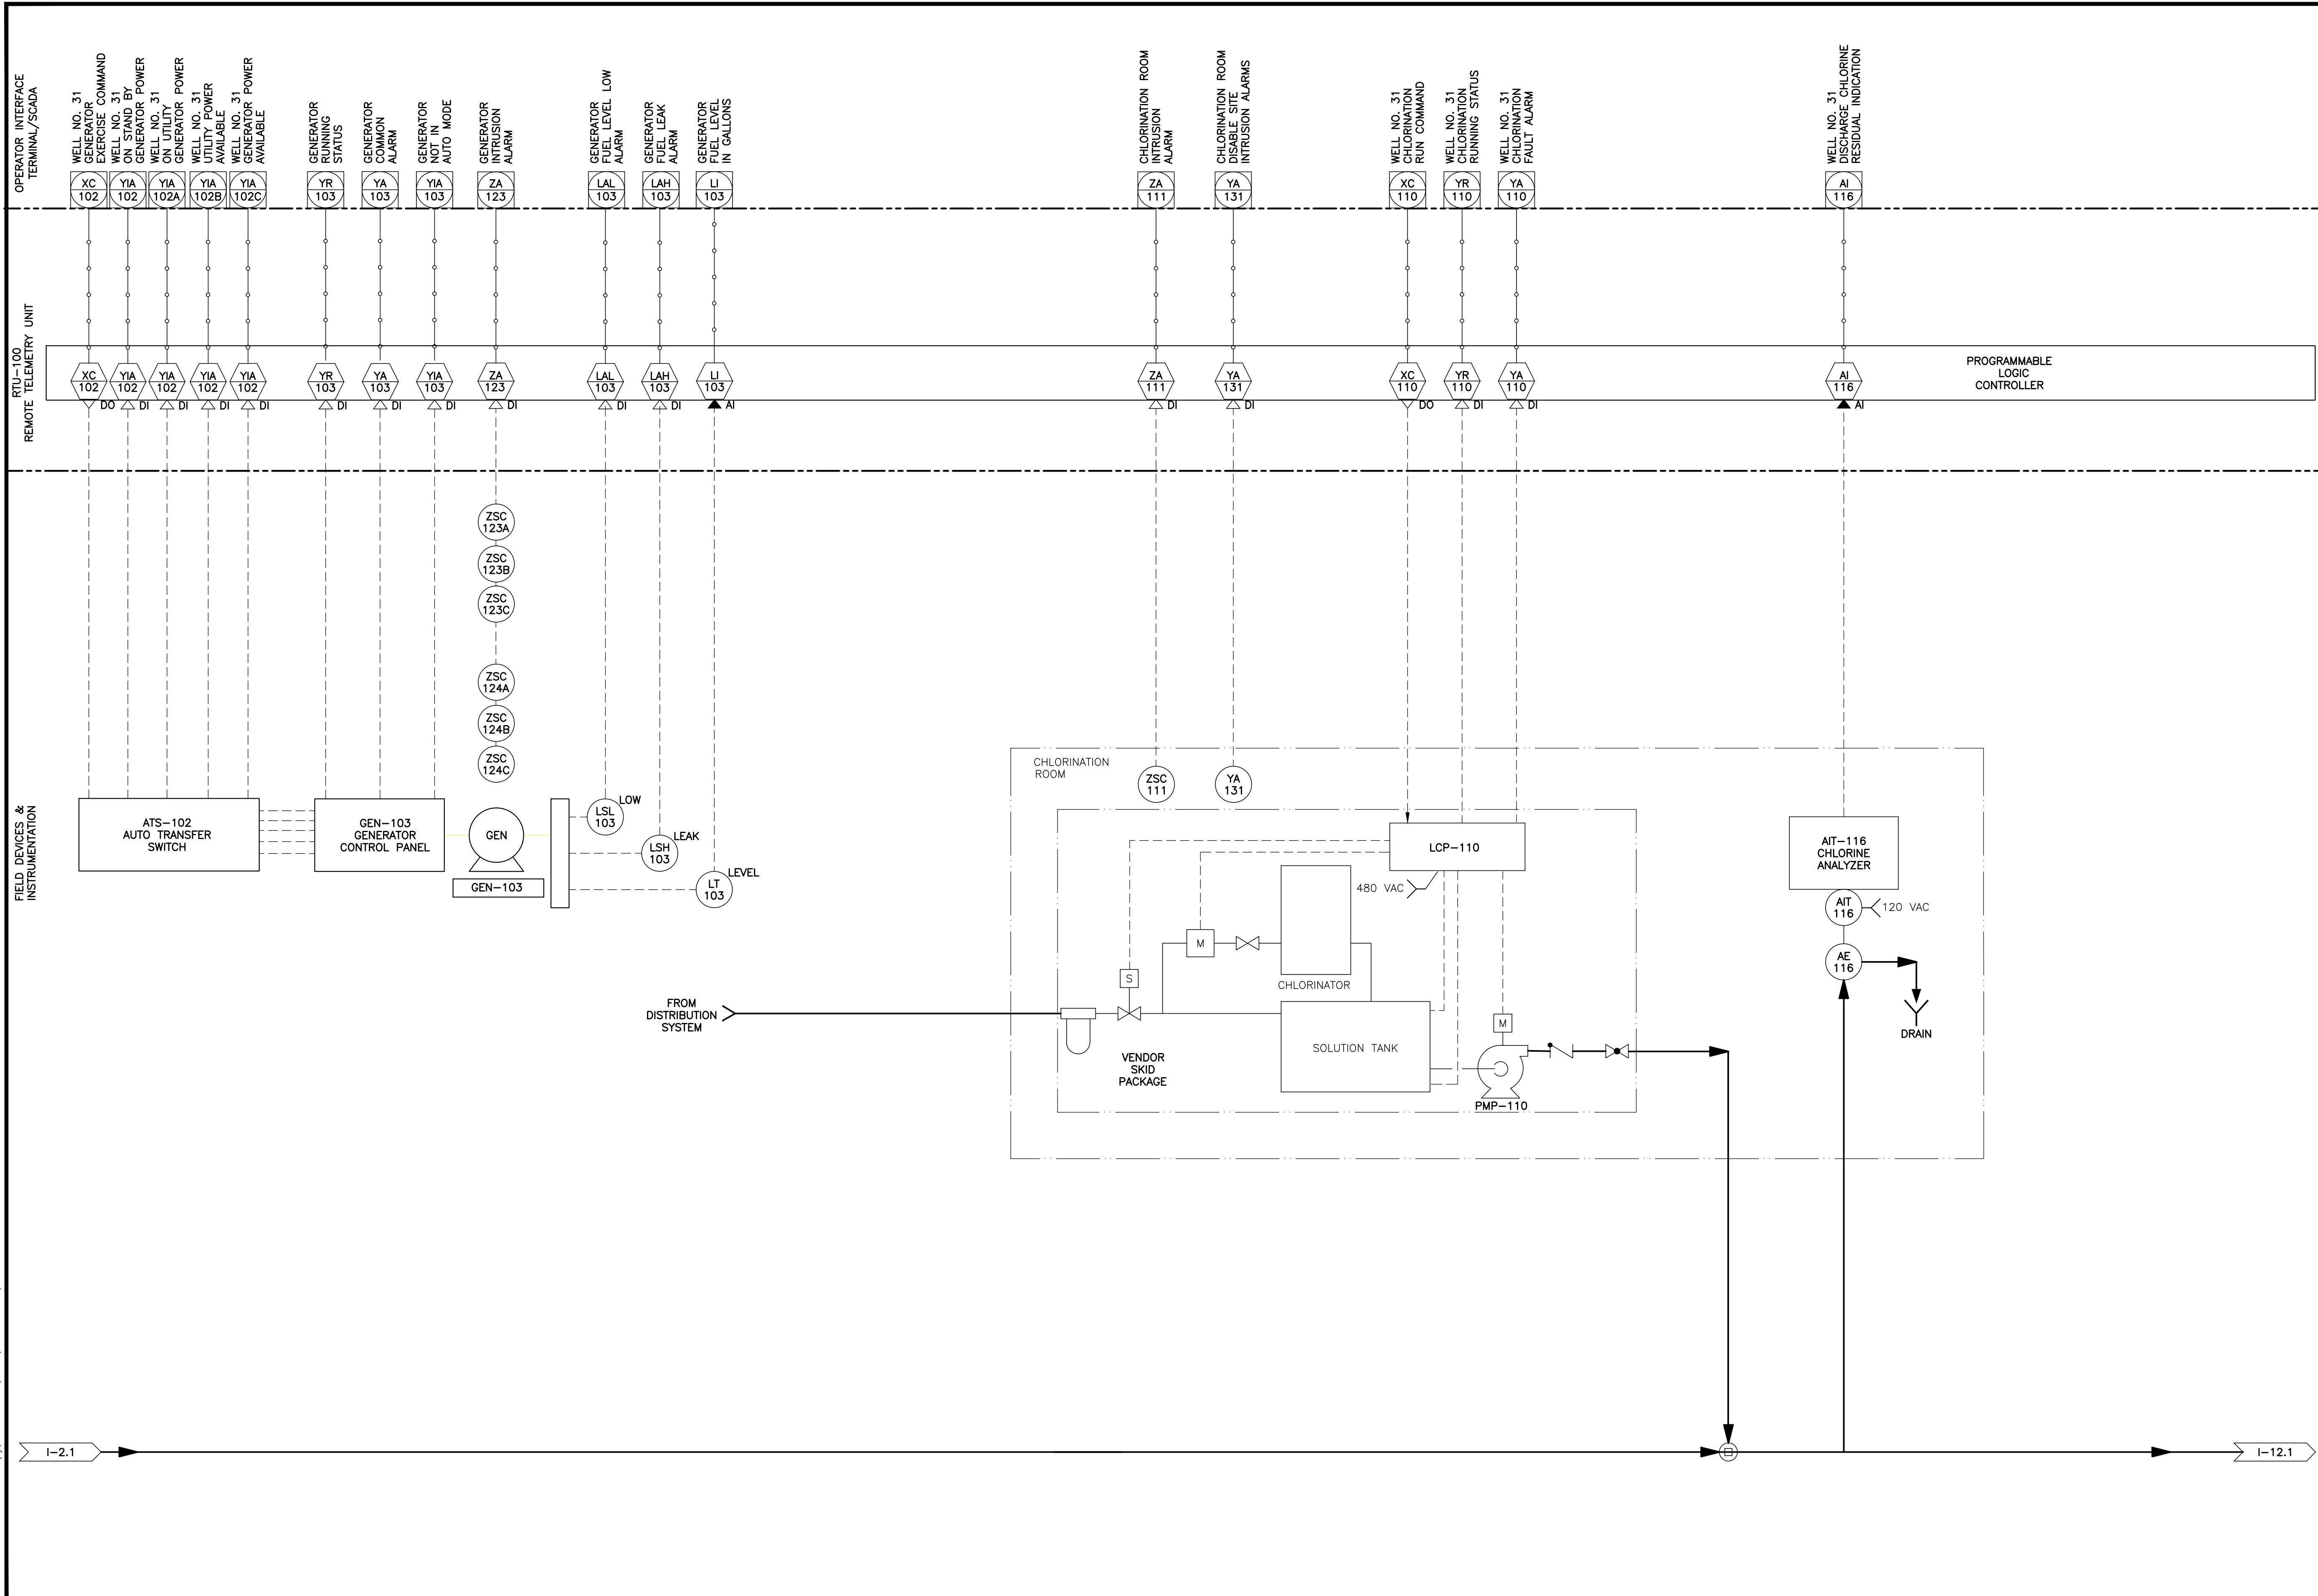 OPERATOR INTERFACE
TERMINAL/SCADA
WELL NO. 31
GENERATOR
EXERCISE COMMAND
WELL NO. 31
ON STAND BY
GENERATOR POWER
WELL NO. 31
ON UTILITY
GENERATOR POWER
WELL NO. 31
UTILITY POWER
AVAILABLE
WELL NO. 31
GENERATOR POWER
AVAILABLE
GENERATOR
RUNNING
STATUS
GENERATOR
COMMON
ALARM
GENERATOR
NOT IN
AUTO MODE
GENERATOR
INTRUSION
ALARM
GENERATOR
FUEL LEVEL LOW
ALARM
GENERATOR
FUEL LEAK
ALARM
GENERATOR
FUEL LEVEL
IN GALLONS
CHLORINATION ROOM
INTRUSION
ALARM
CHLORINATION ROOM
DISABLE SITE
INTRUSION ALARMS
WELL NO. 31
CHLORINATION
RUN COMMAND
WELL NO. 31
CHLORINATION
RUNNING STATUS
WELL NO. 31
CHLORINATION
FAULT ALARM
WELL NO. 31
DISCHARGE CHLORINE
RESIDUAL INDICATION
XC
102
YIA
102
YIA
102A
YIA
102B
YIA
102C
YR
103
YA
103
YIA
103
ZA
123
LAL
103
LAH
103
LI
103
ZA
111
YA
131
XC
110
YR
110
YA
110
AI
116
RTU-100
REMOTE TELEMETRY UNIT
XC
102
DO
YIA
102
DI
YIA
102
DI
YIA
102
DI
YIA
102
DI
YR
103
DI
YA
103
DI
YIA
103
DI
ZA
123
DI
LAL
103
DI
LAH
103
DI
LI
103
AI
ZA
111
DI
YA
131
DI
XC
110
DO
YR
110
DI
YA
110
DI
AI
116
AI
PROGRAMMABLE
LOGIC
CONTROLLER
ZSC
123A
ZSC
123B
ZSC
123C
ZSC
124A
ZSC
124B
ZSC
124C
FIELD DEVICES &
INSTRUMENTATION
ATS-102
AUTO TRANSFER
SWITCH
GEN-103
GENERATOR
CONTROL PANEL
GEN
GEN-103
LOW
LSL
103
LEAK
LSH
103
LEVEL
LT
103
CHLORINATION
ROOM
ZSC
111
YA
131
LCP-110
480 VAC
M
S
CHLORINATOR
SOLUTION TANK
M
PMP-110
VENDOR
SKID
PACKAGE
FROM
DISTRIBUTION
SYSTEM
AIT-116
CHLORINE
ANALYZER
AIT
116
120 VAC
AE
116
DRAIN
I-2.1
I-12.1